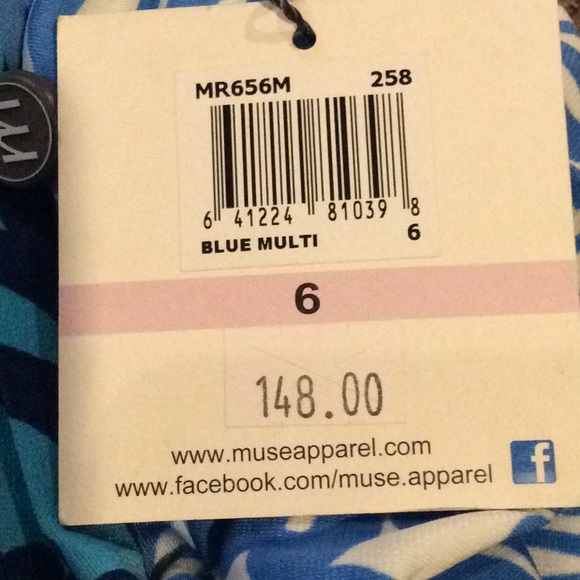 MR656M 258
6 41224 81039 8
BLUE MULTI 6
6
148.00
www.museapparel.com
www.facebook.com/muse.apparel
f